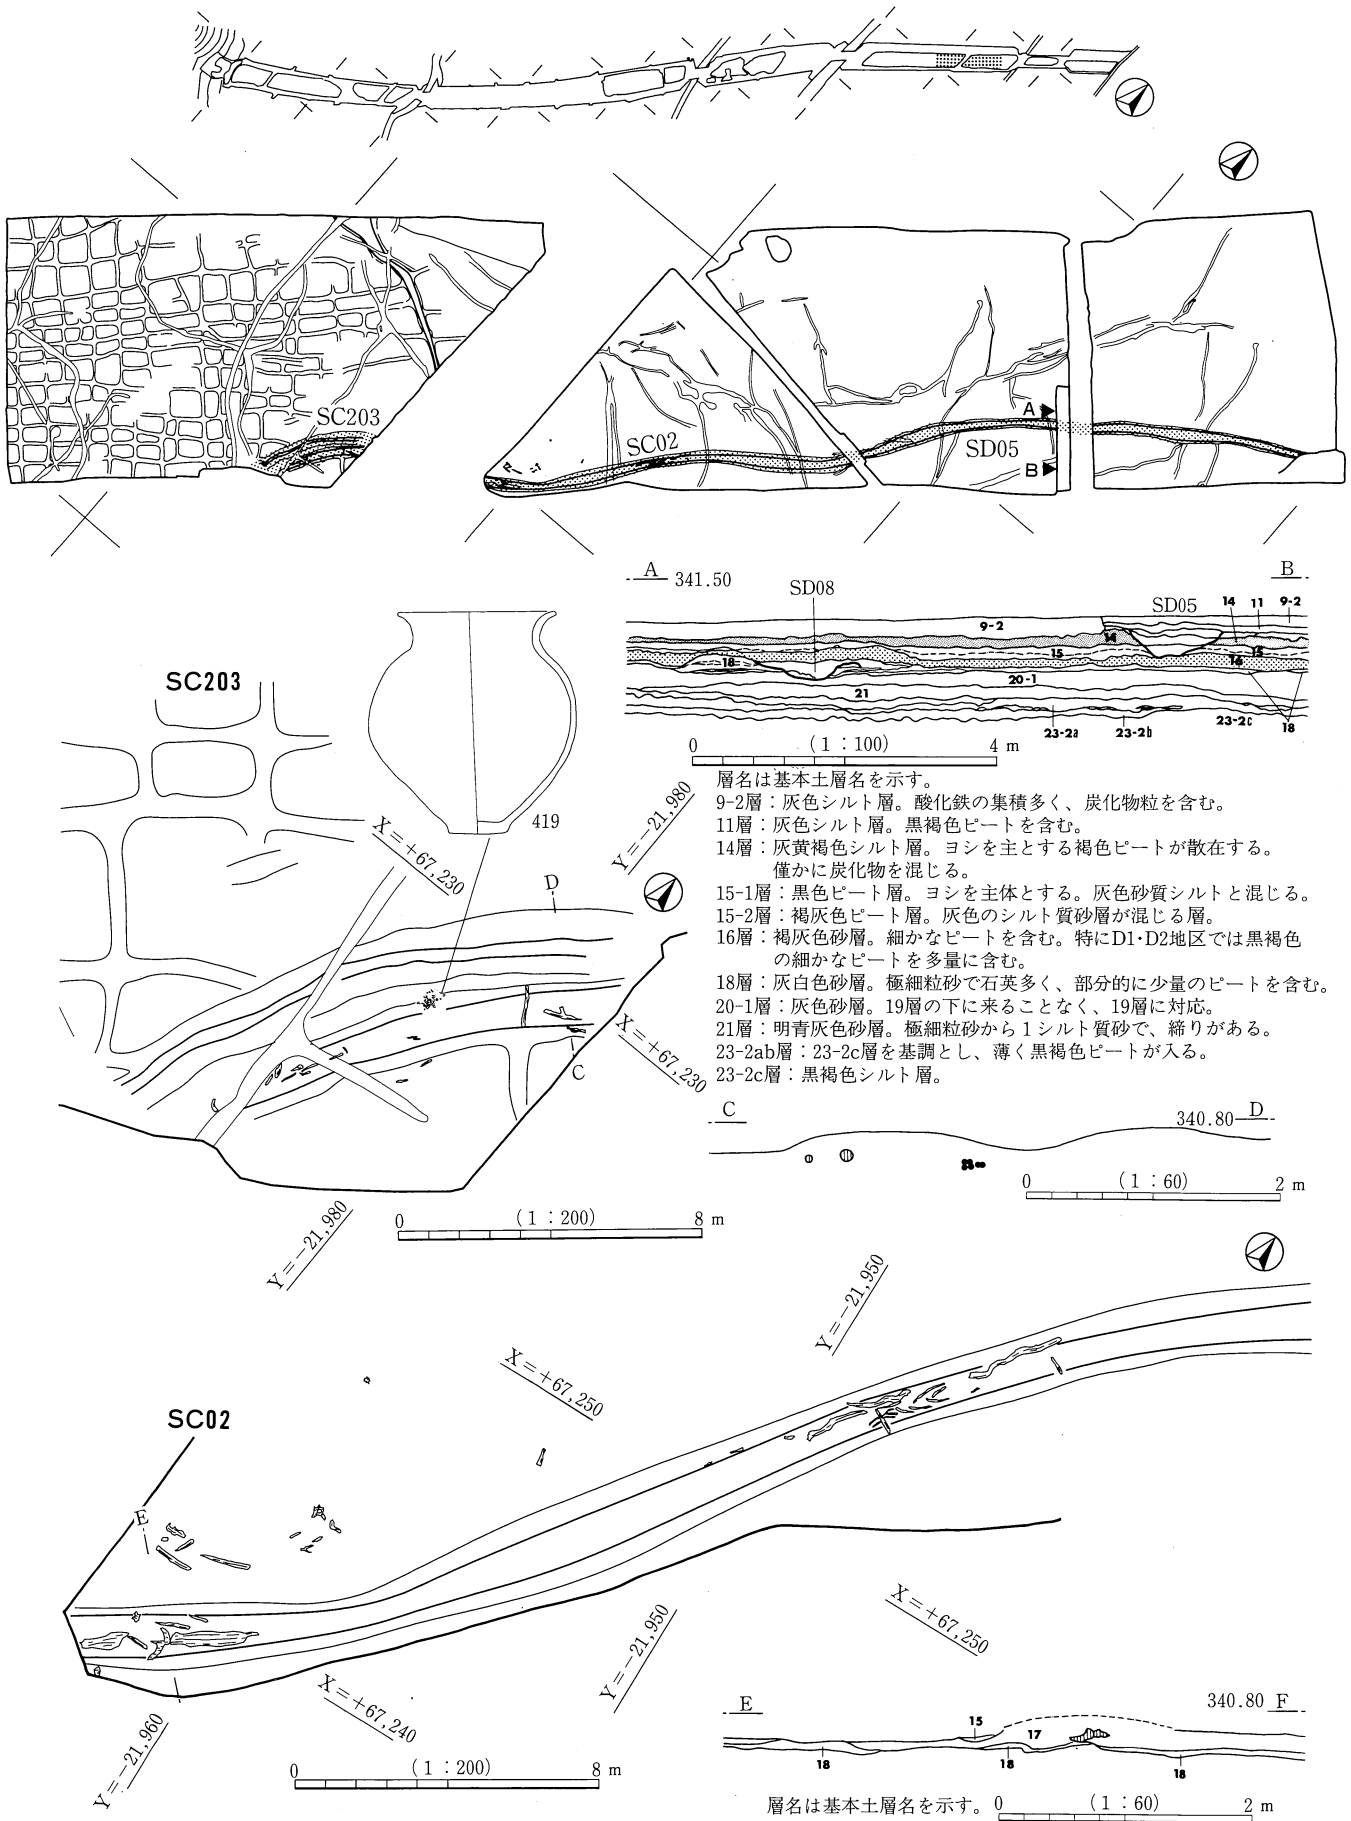 SC203
SC02
SD05
A
B
A 341.50
B
SD08
SD05
14 11 9-2
9-2
14
15
15
16
18
20-1
21
23-2a 23-2b 23-2c
18
0 (1：100) 4 m
層名は基本土層名を示す。
9-2層：灰色シルト層。酸化鉄の集積多く、炭化物粒を含む。
11層：灰色シルト層。黒褐色ピートを含む。
14層：灰黄褐色シルト層。ヨシを主とする褐色ピートが散在する。
僅かに炭化物を混じる。
15-1層：黒色ピート層。ヨシを主体とする。灰色砂質シルトと混じる。
15-2層：褐灰色ピート層。灰色のシルト質砂層が混じる層。
16層：褐灰色砂層。細かなピートを含む。特にD1･D2地区では黒褐色
の細かなピートを多量に含む。
18層：灰白色砂層。極細粒砂で石英多く、部分的に少量のピートを含む。
20-1層：灰色砂層。19層の下に来ることなく、19層に対応。
21層：明青灰色砂層。極細粒砂から1シルト質砂で、締りがある。
23-2ab層：23-2c層を基調とし、薄く黒褐色ピートが入る。
23-2c層：黒褐色シルト層。
SC203
419
X＝+67,230
Y＝−21,980
D
C
X＝+67,230
Y＝−21,980
0 (1：200) 8 m
C
340.80 D
0 (1：60) 2 m
SC02
Y＝−21,950
X＝+67,250
E
X＝+67,250
Y＝−21,950
X＝+67,240
Y＝−21,960
0 (1：200) 8 m
E
340.80 F
15
17
18
18
18
層名は基本土層名を示す。 0 (1：60) 2 m